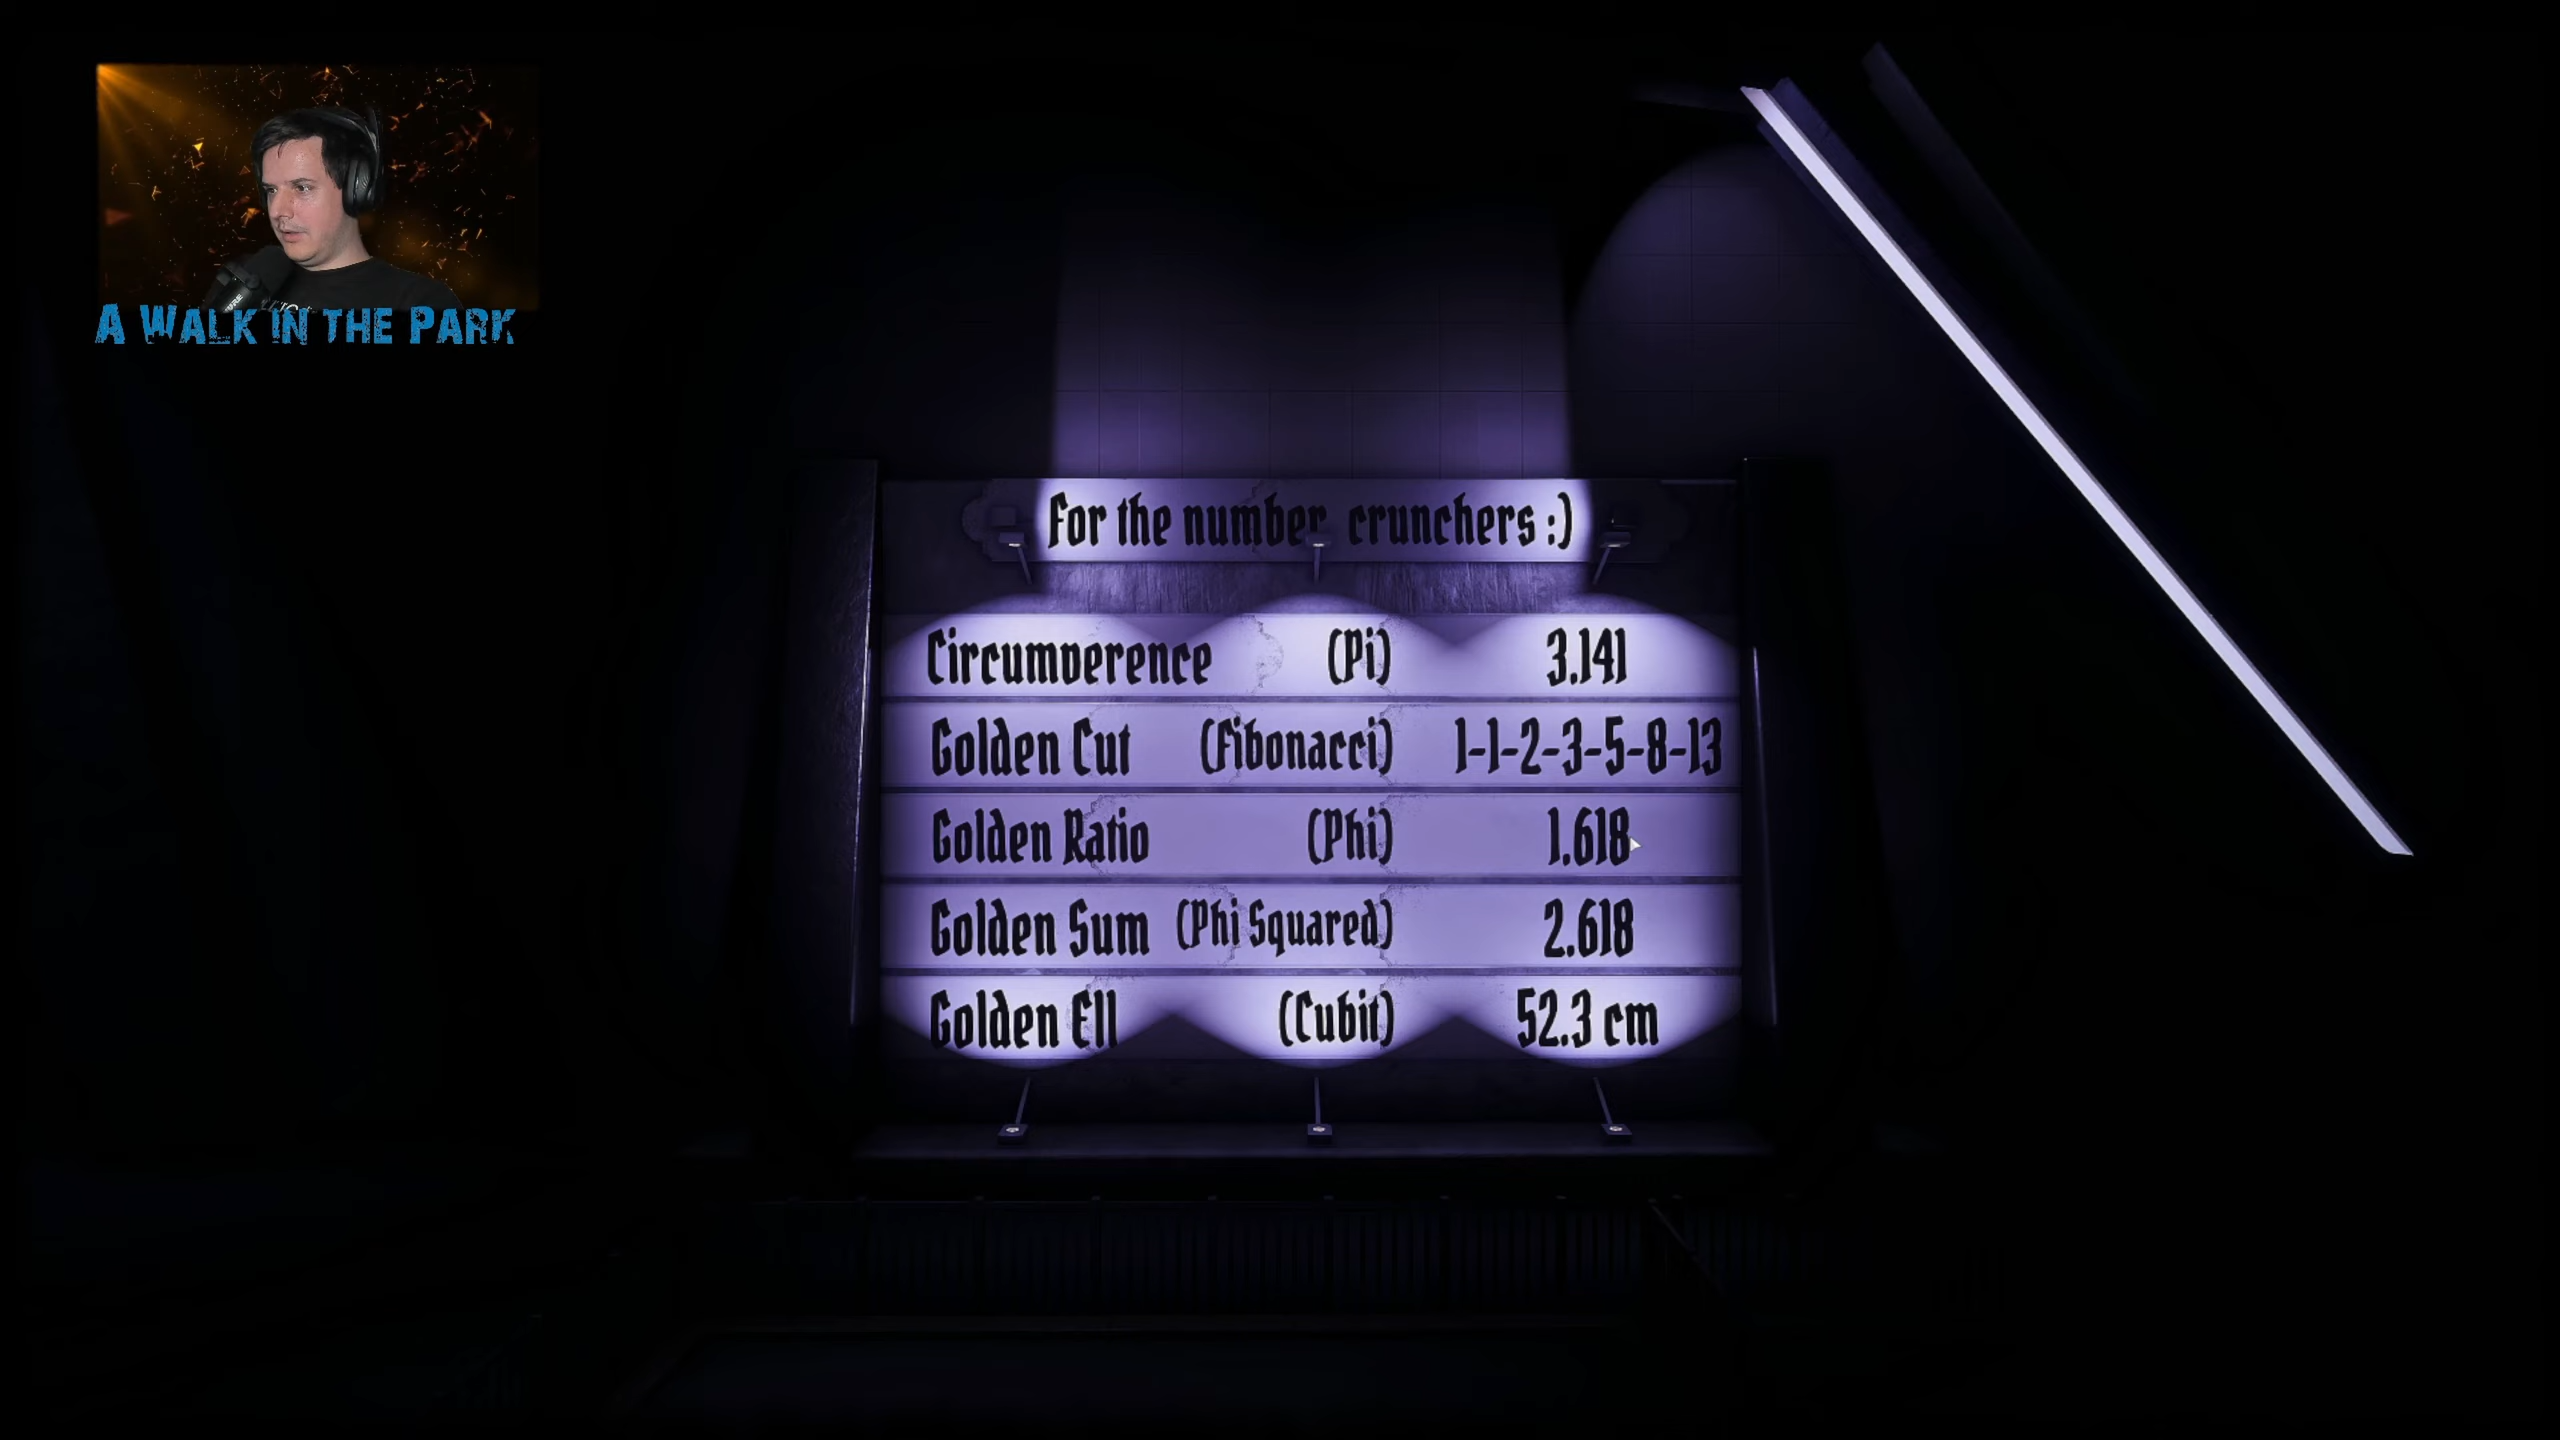 A Walk in the Park
For the number crunchers :)
Circumverence (Pi) 3.141
Golden Cut (Fibonacci) 1-1-2-3-5-8-13
Golden Ratio (Phi) 1.618
Golden Sum (Phi Squared) 2.618
Golden Ell (Cubit) 52.3 cm